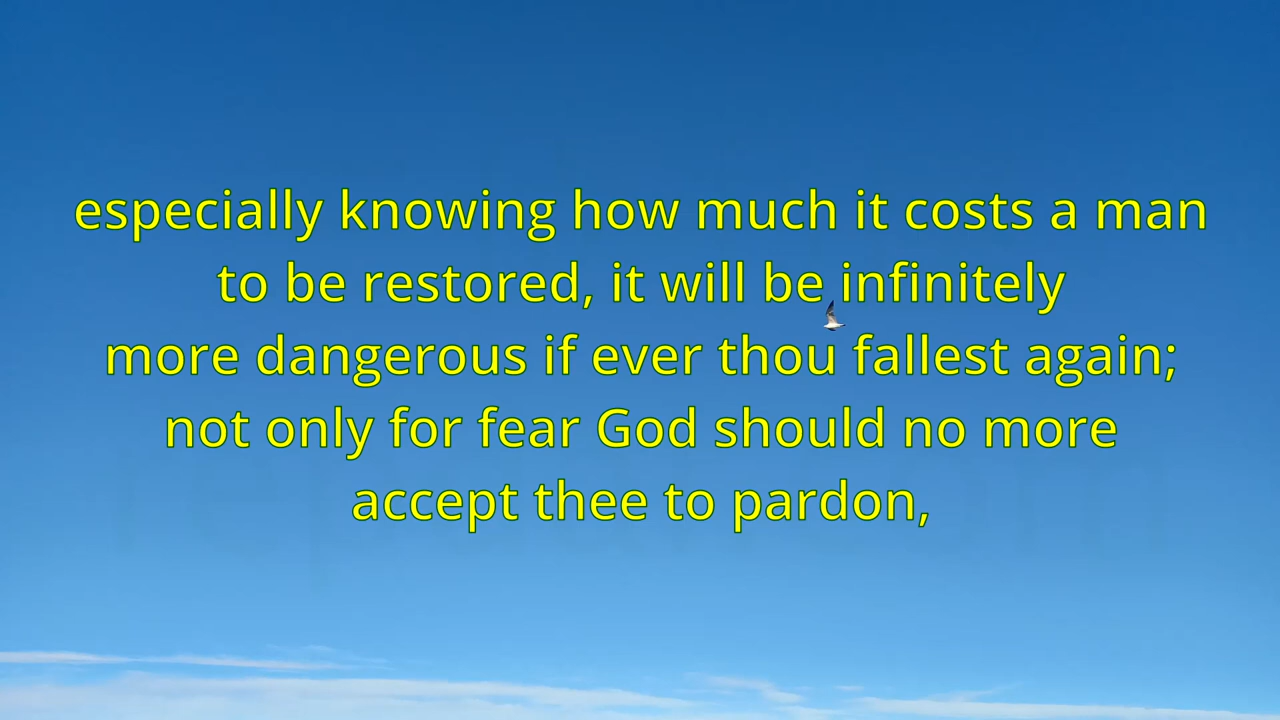 especially knowing how much it costs a man
to be restored, it will be infinitely
more dangerous if ever thou fallest again;
not only for fear God should no more
accept thee to pardon,